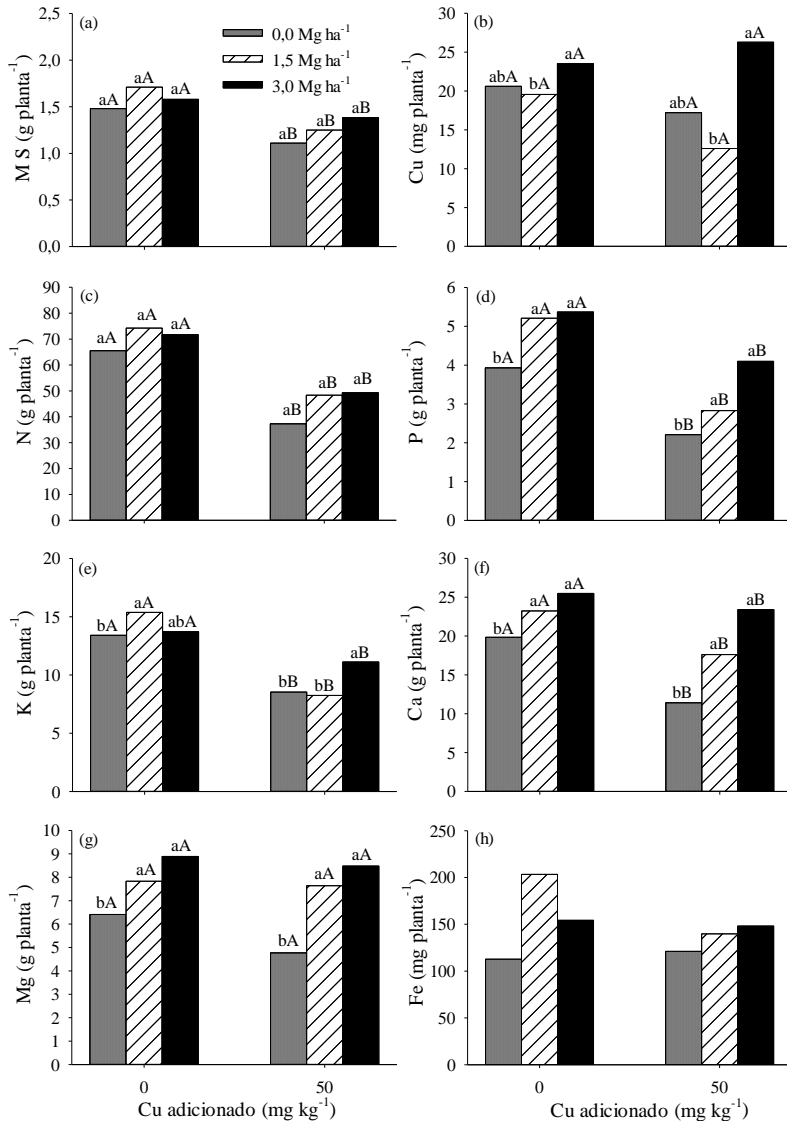 (a)
0,0 Mg ha⁻¹
1,5 Mg ha⁻¹
3,0 Mg ha⁻¹
M S (g planta⁻¹)
2,5
2,0
1,5
1,0
0,5
0,0
aA
aA
aA
aB
aB
aB
(b)
Cu (mg planta⁻¹)
30
25
20
15
10
5
0
abA
bA
aA
abA
bA
aA
(c)
N (g planta⁻¹)
90
80
70
60
50
40
30
20
10
0
aA
aA
aA
aB
aB
aB
(d)
P (g planta⁻¹)
6
5
4
3
2
1
0
bA
aA
aA
bB
aB
aB
(e)
K (g planta⁻¹)
20
15
10
5
0
bA
aA
abA
bB
bB
aB
(f)
Ca (g planta⁻¹)
30
25
20
15
10
5
0
bA
aA
aA
bB
aB
aB
(g)
Mg (g planta⁻¹)
10
9
8
7
6
5
4
3
2
1
0
bA
aA
aA
bA
aA
aA
0
50
Cu adicionado (mg kg⁻¹)
(h)
Fe (mg planta⁻¹)
250
200
150
100
50
0
0
50
Cu adicionado (mg kg⁻¹)